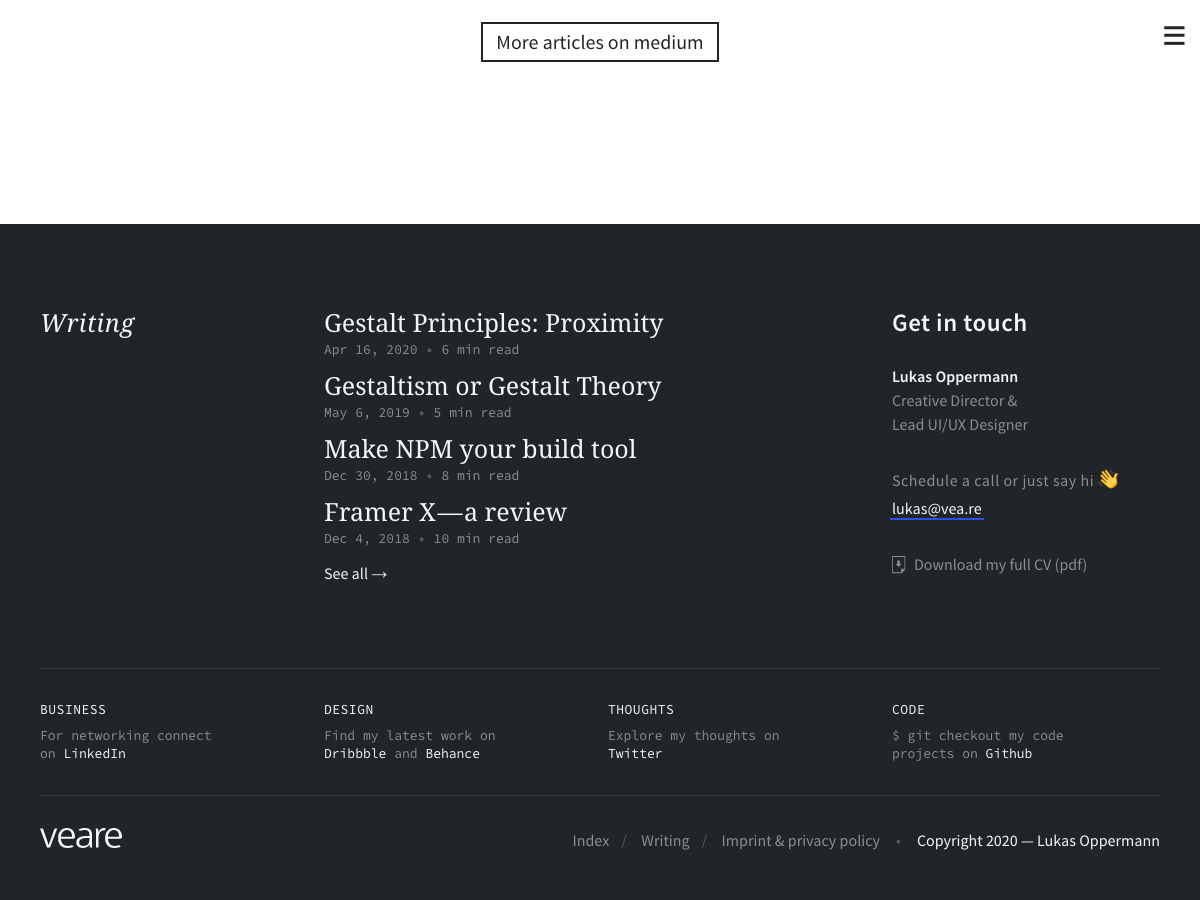 More articles on medium
Writing
Gestalt Principles: Proximity
Apr 16, 2020 • 6 min read
Gestaltism or Gestalt Theory
May 6, 2019 • 5 min read
Make NPM your build tool
Dec 30, 2018 • 8 min read
Framer X—a review
Dec 4, 2018 • 10 min read
See all →
Get in touch
Lukas Oppermann
Creative Director &
Lead UI/UX Designer
Schedule a call or just say hi 👋
lukas@vea.re
Download my full CV (pdf)
BUSINESS
For networking connect
on LinkedIn
DESIGN
Find my latest work on
Dribbble and Behance
THOUGHTS
Explore my thoughts on
Twitter
CODE
$ git checkout my code
projects on Github
veare
Index / Writing / Imprint & privacy policy • Copyright 2020 — Lukas Oppermann